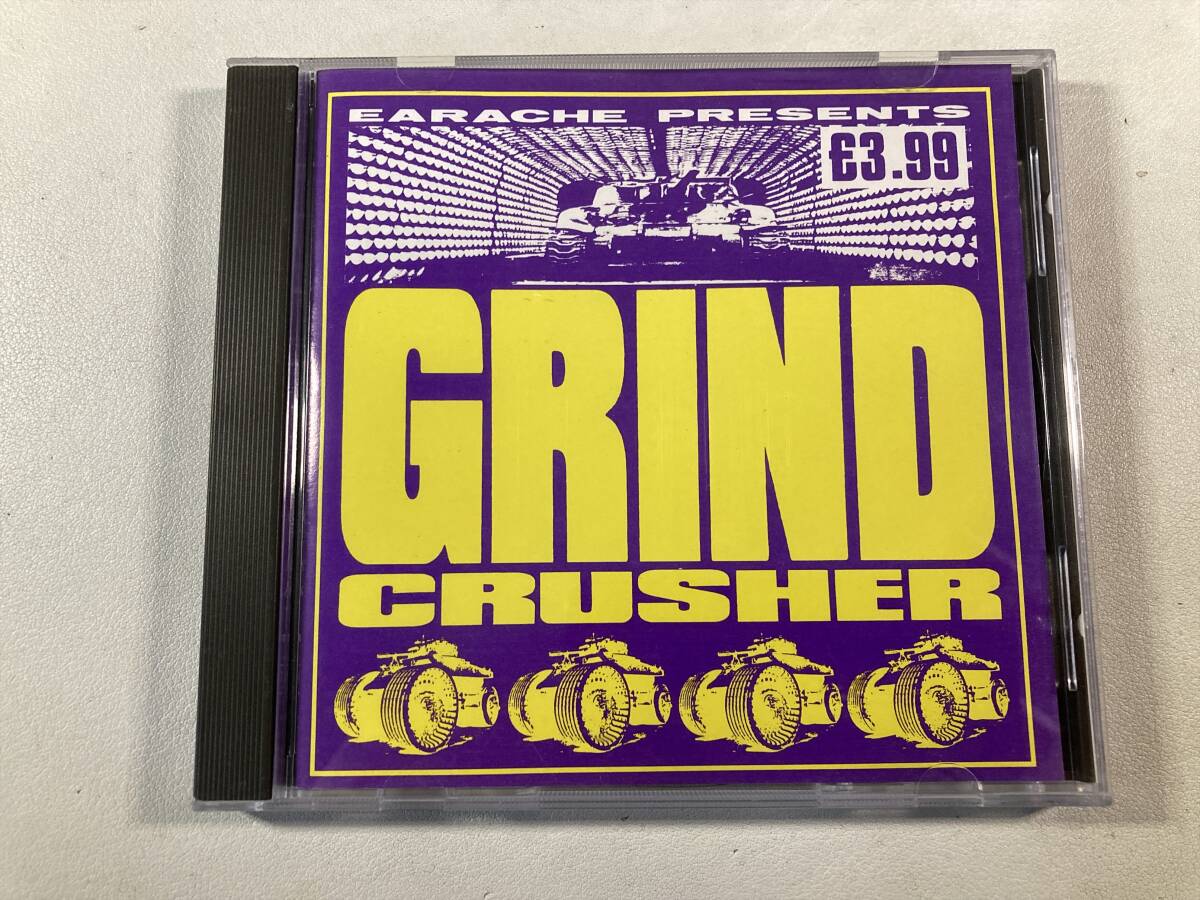 EARACHE PRESENTS
£3.99
GRIND
CRUSHER